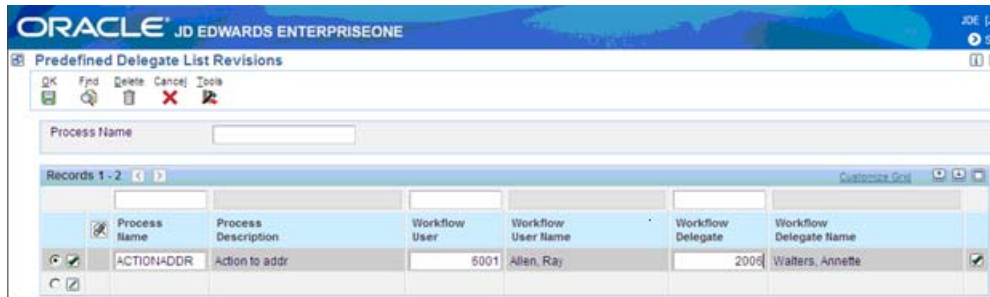 ORACLE® JD EDWARDS ENTERPRISEONE
JDE [
S
Predefined Delegate List Revisions
i
OK Find Delete Cancel Tools
Process Name
Records 1 - 2
Customize Grid
Process Name Process Description Workflow User Workflow User Name Workflow Delegate Workflow Delegate Name
ACTIONADDR Action to addr 6001 Allen, Ray 2006 Walters, Annette